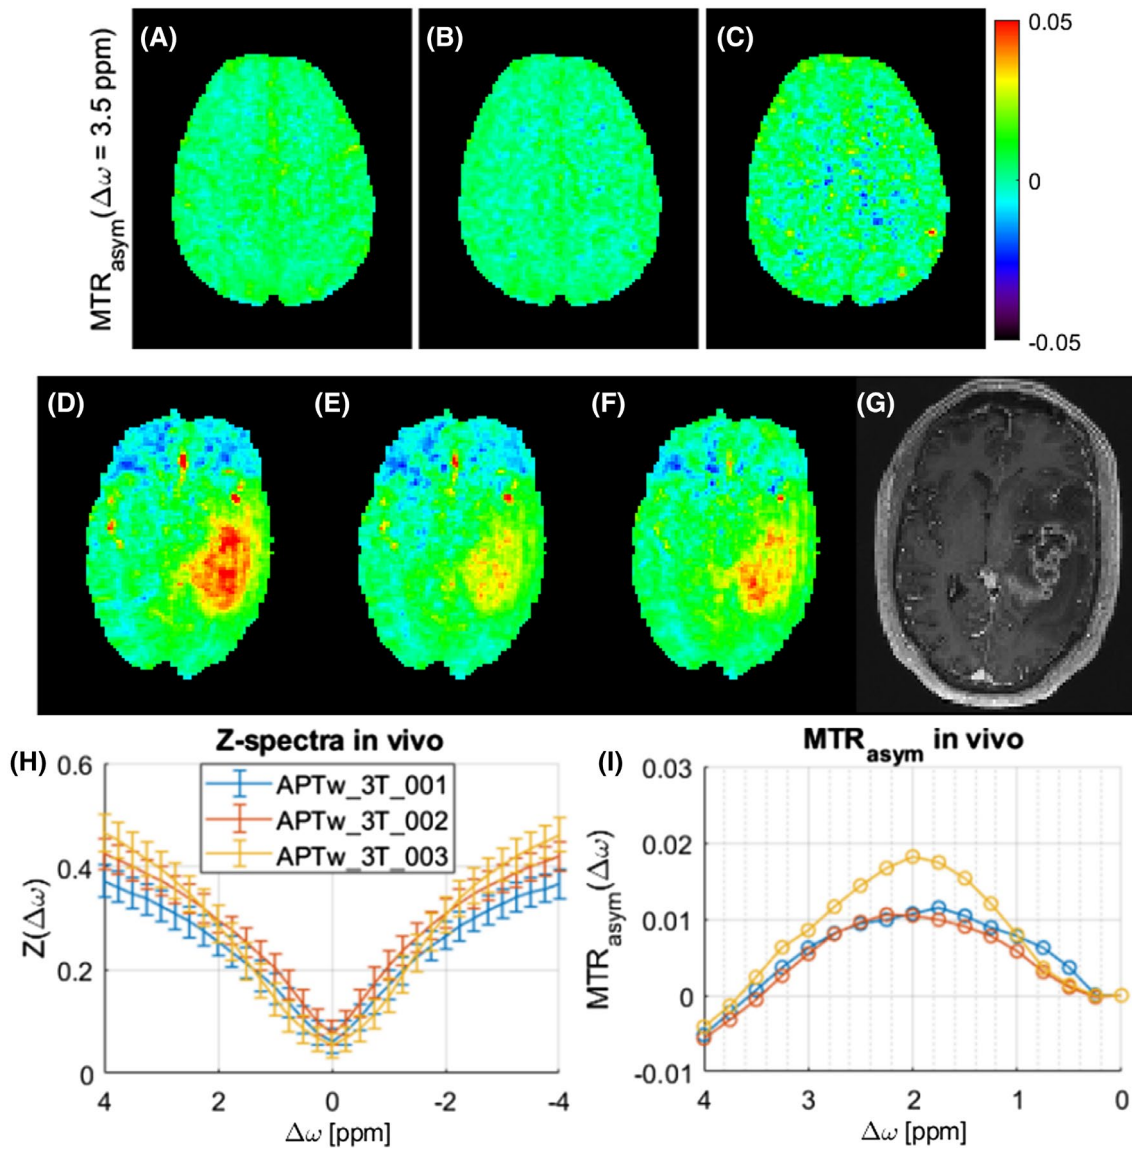 (A)
(B)
(C)
MTRasym(Δω = 3.5 ppm)
0.05
0
-0.05
(D)
(E)
(F)
(G)
(H)
Z-spectra in vivo
APTw_3T_001
APTw_3T_002
APTw_3T_003
Z(Δω)
0.6
0.4
0.2
0
4
2
0
-2
-4
Δω [ppm]
(I)
MTRasym in vivo
MTRasym(Δω)
0.03
0.02
0.01
0
-0.01
4
3
2
1
0
Δω [ppm]